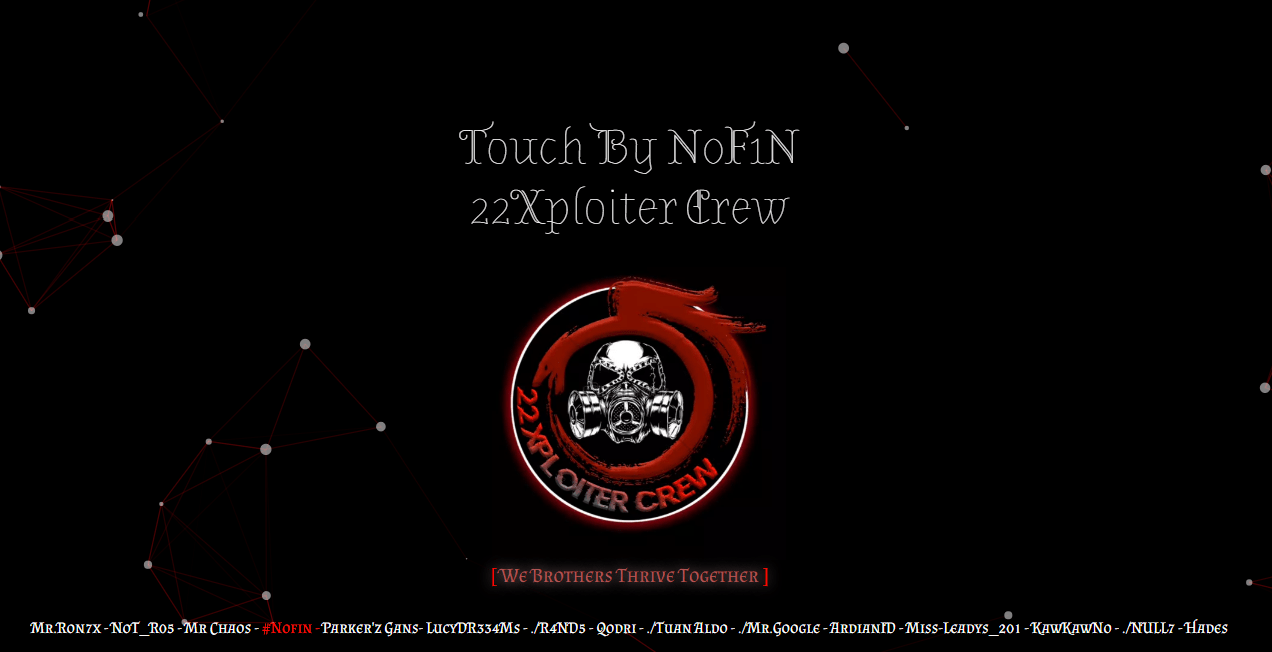 Touch By NoF1N
22Xploiter Crew
22XPLOITER CREW
[ We Brothers Thrive Together ]
Mr.Ron7x - NoT_R05 - Mr Chaos - #Nofin - Parker'z Gans- LucyDR334Ms - ./R4ND5 - Qodri - ./Tuan Aldo - ./Mr.Google - ArdianID - Miss-Leadys_201 - KawKawN0 - ./NULL7 - Hades